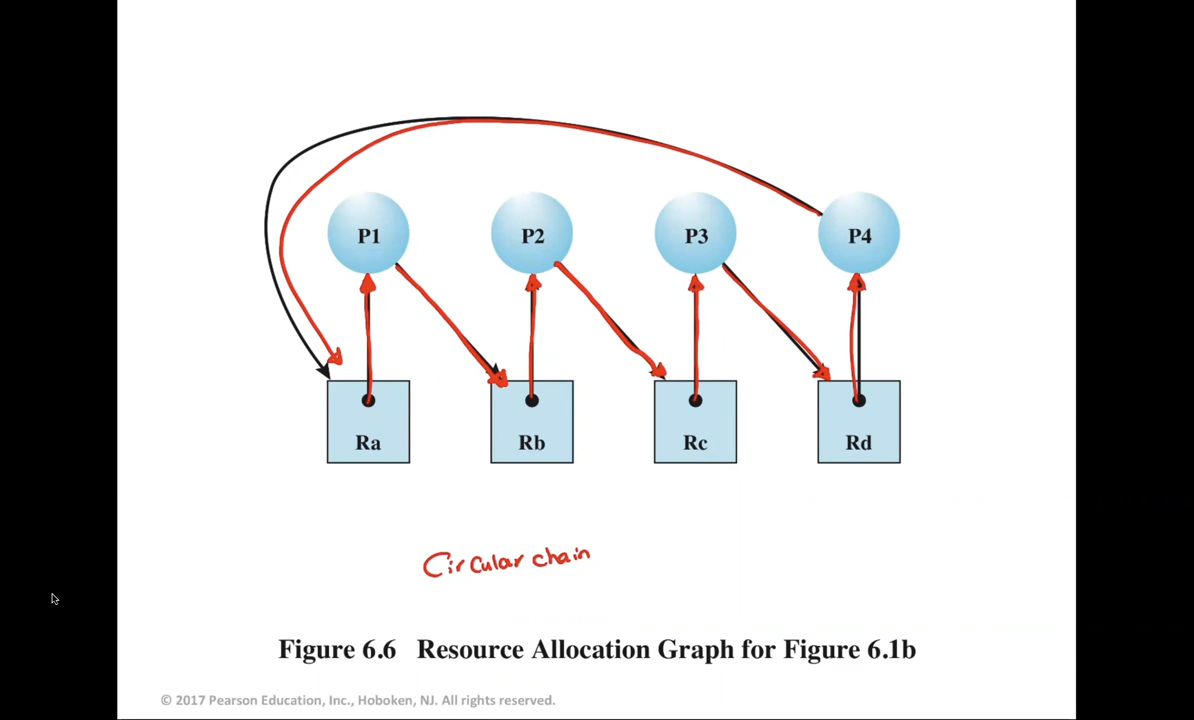 P1 P2 P3 P4
Ra Rb Rc Rd
Circular chain
Figure 6.6 Resource Allocation Graph for Figure 6.1b
© 2017 Pearson Education, Inc., Hoboken, NJ. All rights reserved.